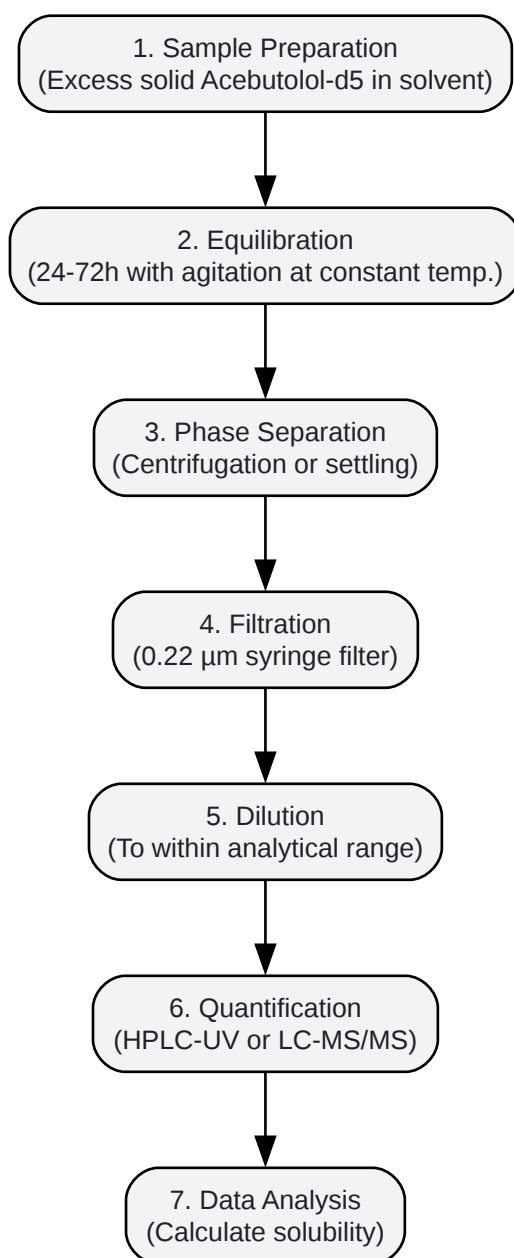 1. Sample Preparation
(Excess solid Acebutolol-d5 in solvent)
2. Equilibration
(24-72h with agitation at constant temp.)
3. Phase Separation
(Centrifugation or settling)
4. Filtration
(0.22 µm syringe filter)
5. Dilution
(To within analytical range)
6. Quantification
(HPLC-UV or LC-MS/MS)
7. Data Analysis
(Calculate solubility)